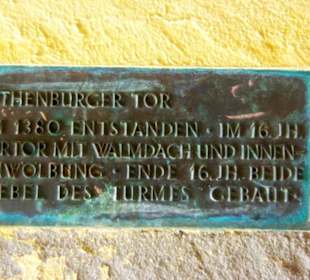 THENBURGER TOR
1380 ENTSTANDEN · IM 16. JH.
RTOR MIT WALMDACH UND INNEN-
WÖLBUNG · ENDE 16. JH. BEIDE
EBEL DES TURMES GEBAUT ·